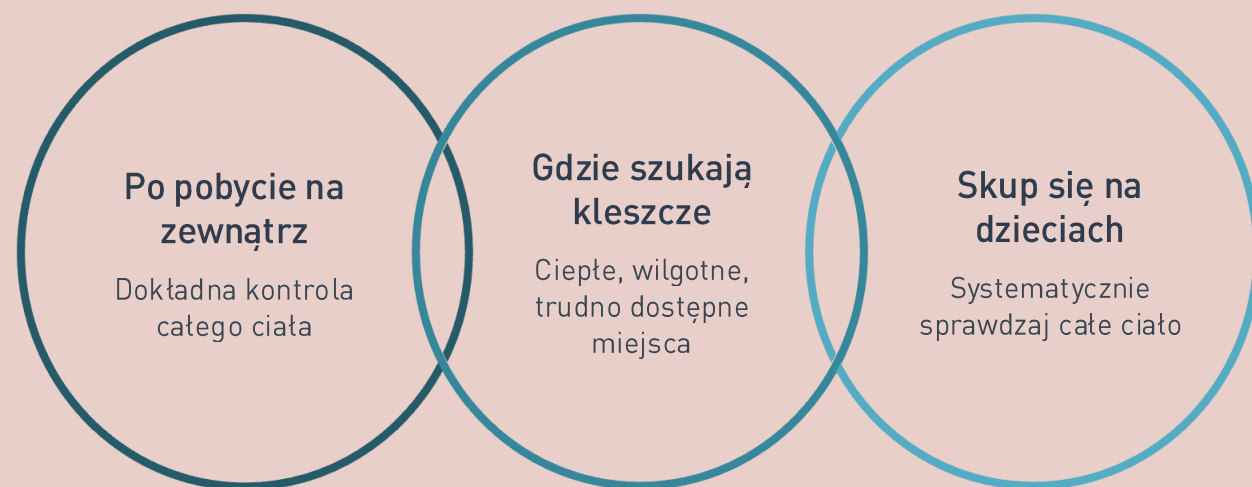 Po pobycie na
zewnątrz
Dokładna kontrola
całego ciała
Gdzie szukają
kleszcze
Ciepłe, wilgotne,
trudno dostępne
miejsca
Skup się na
dzieciach
Systematycznie
sprawdzaj całe ciało